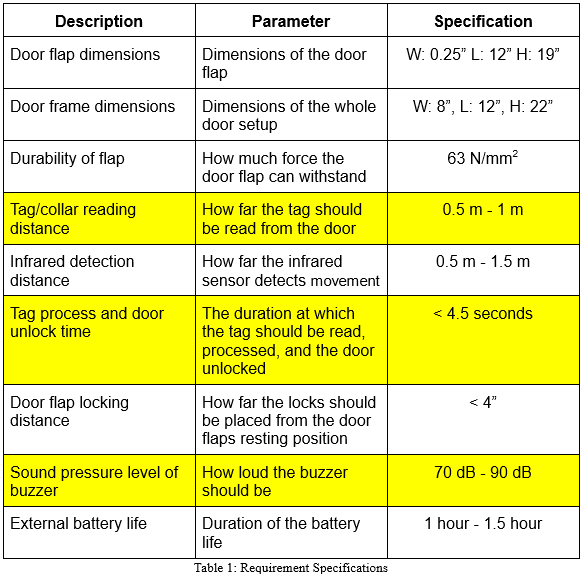 Description Parameter Specification
Door flap dimensions Dimensions of the door flap W: 0.25” L: 12” H: 19”
Door frame dimensions Dimensions of the whole door setup W: 8”, L: 12”, H: 22”
Durability of flap How much force the door flap can withstand 63 N/mm²
Tag/collar reading distance How far the tag should be read from the door 0.5 m - 1 m
Infrared detection distance How far the infrared sensor detects movement 0.5 m - 1.5 m
Tag process and door unlock time The duration at which the tag should be read, processed, and the door unlocked < 4.5 seconds
Door flap locking distance How far the locks should be placed from the door flaps resting position < 4”
Sound pressure level of buzzer How loud the buzzer should be 70 dB - 90 dB
External battery life Duration of the battery life 1 hour - 1.5 hour
Table 1: Requirement Specifications